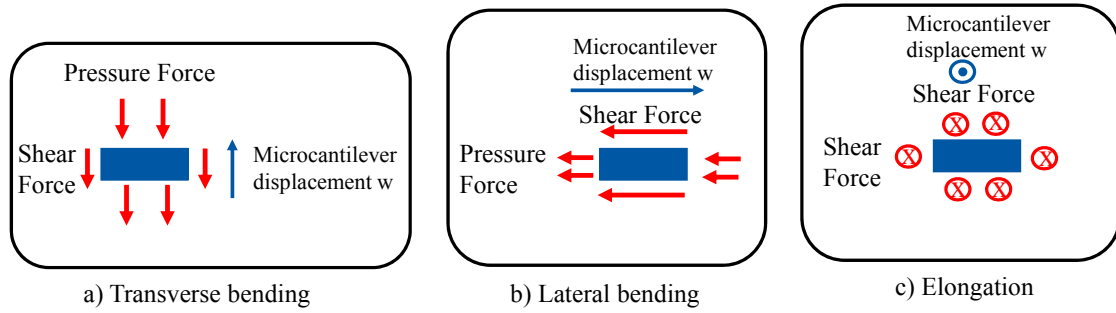 Pressure Force
Shear
Force
Microcantilever
displacement w
a) Transverse bending
Microcantilever
displacement w
Shear Force
Pressure
Force
b) Lateral bending
Microcantilever
displacement w
Shear Force
X X
Shear
Force
X X
X X
c) Elongation